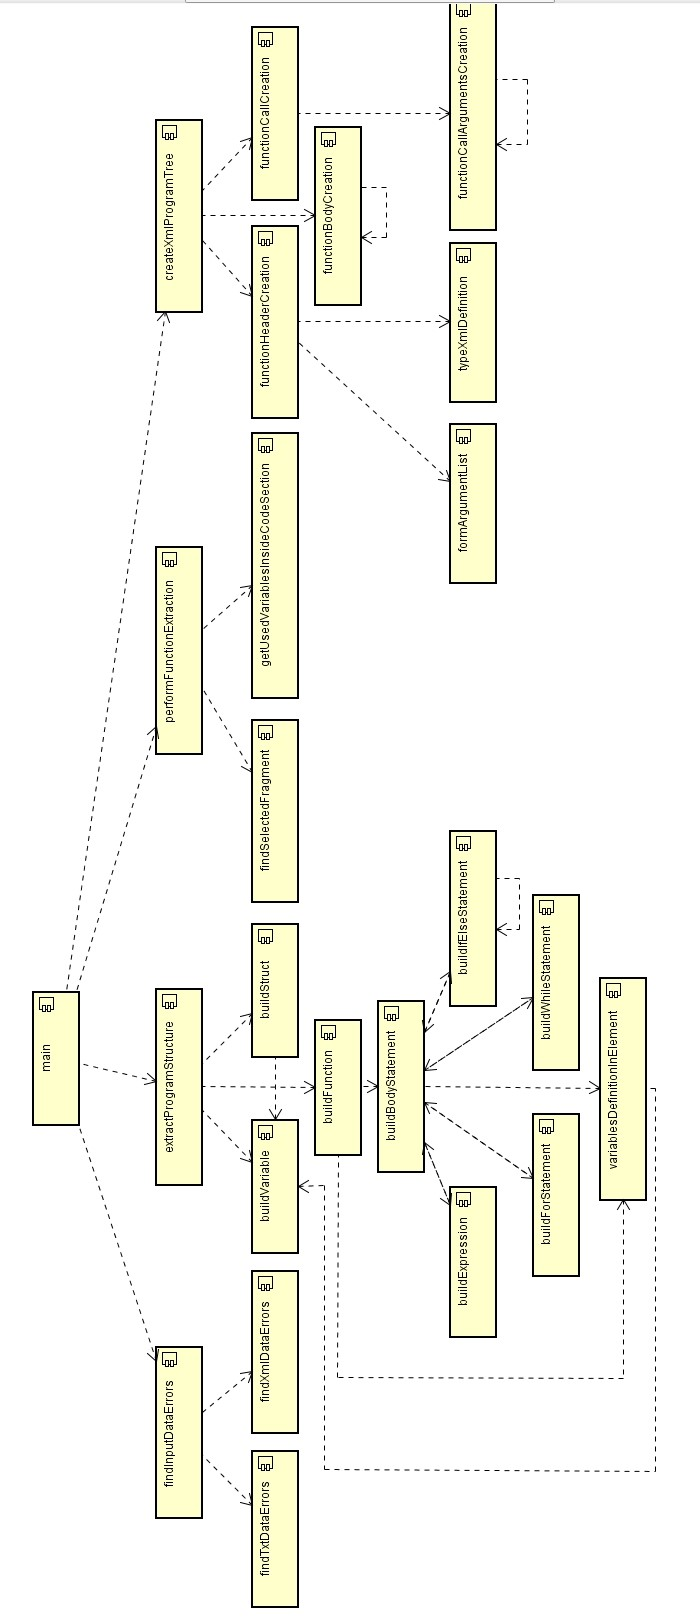 main
findInputDataErrors
extractProgramStructure
performFunctionExtraction
createXmlProgramTree
findTxtDataErrors
findXmlDataErrors
buildVariable
buildStruct
findSelectedFragment
getUsedVariablesInsideCodeSection
functionHeaderCreation
functionCallCreation
buildFunction
functionBodyCreation
buildBodyStatement
buildExpression
buildIfElseStatement
formArgumentList
typeXmlDefinition
functionCallArgumentsCreation
buildForStatement
buildWhileStatement
variablesDefinitionInElement